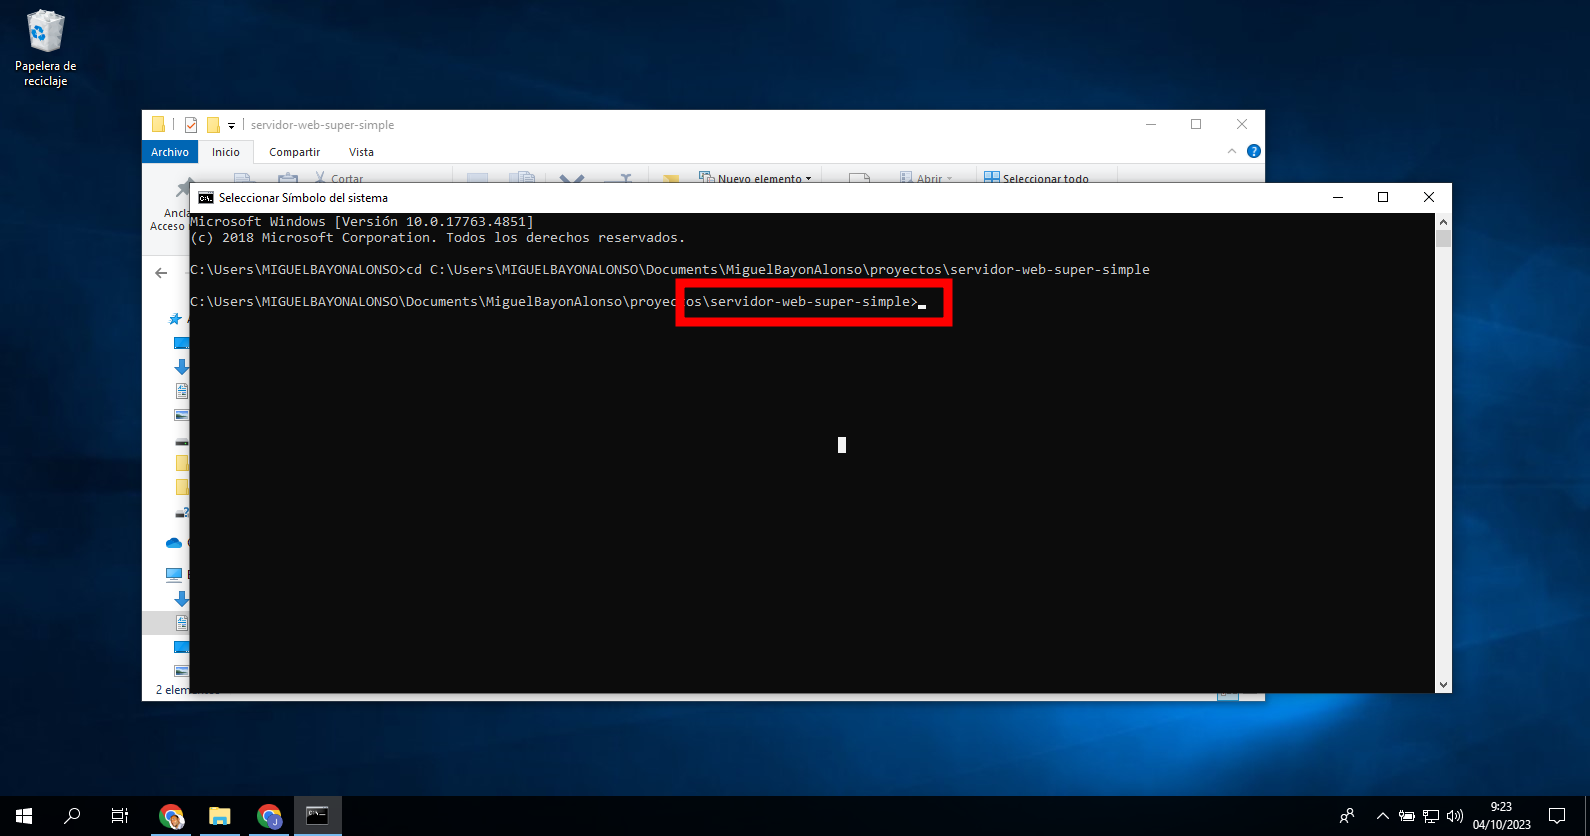 Papelera de
reciclaje
servidor-web-super-simple
Archivo
Inicio
Compartir
Vista
Cortar
Nuevo elemento
Abrir
Seleccionar todo
Acceso
Seleccionar Símbolo del sistema
Microsoft Windows [Versión 10.0.17763.4851]
(c) 2018 Microsoft Corporation. Todos los derechos reservados.
C:\Users\MIGUELBAYONALONSO>cd C:\Users\MIGUELBAYONALONSO\Documents\MiguelBayonAlonso\proyectos\servidor-web-super-simple
C:\Users\MIGUELBAYONALONSO\Documents\MiguelBayonAlonso\proyectos\servidor-web-super-simple>
9:23
04/10/2023